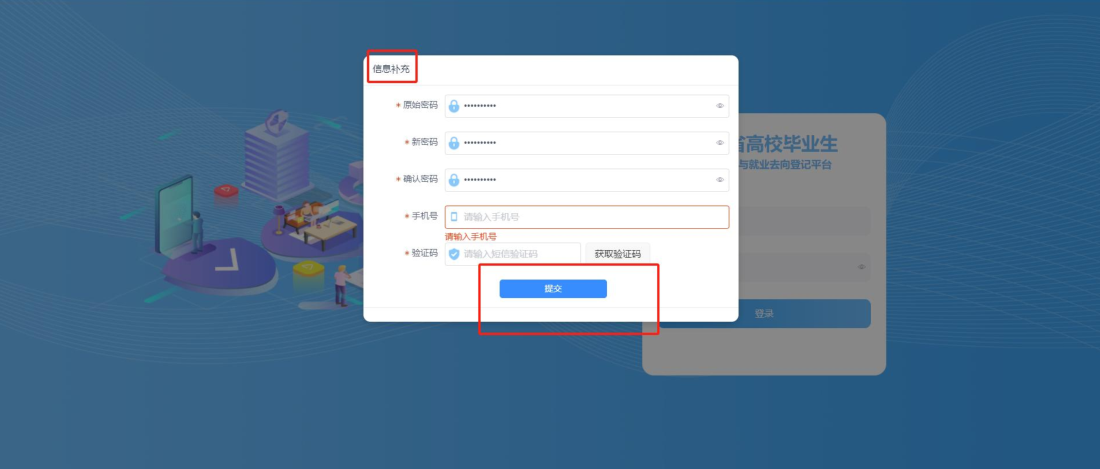 信息补充
* 原始密码 ••••••••••
* 新密码 ••••••••••
* 确认密码 ••••••••••
* 手机号 请输入手机号
请输入手机号
* 验证码 请输入短信验证码 获取验证码
提交
省高校毕业生
与就业去向登记平台
登录